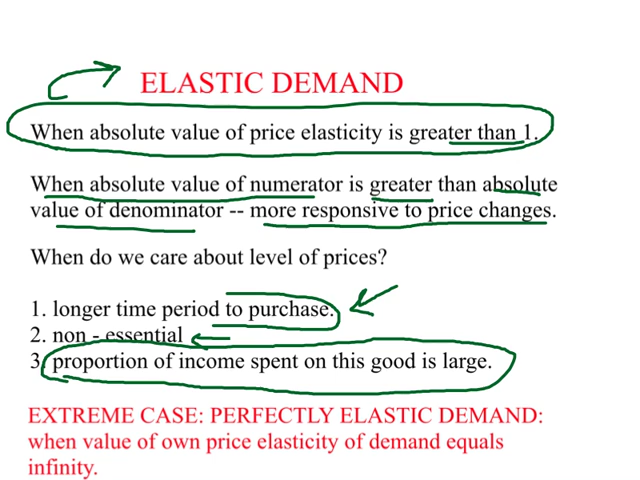 ELASTIC DEMAND
When absolute value of price elasticity is greater than 1.
When absolute value of numerator is greater than absolute
value of denominator -- more responsive to price changes.
When do we care about level of prices?
1. longer time period to purchase.
2. non - essential
3. proportion of income spent on this good is large.
EXTREME CASE: PERFECTLY ELASTIC DEMAND:
when value of own price elasticity of demand equals
infinity.